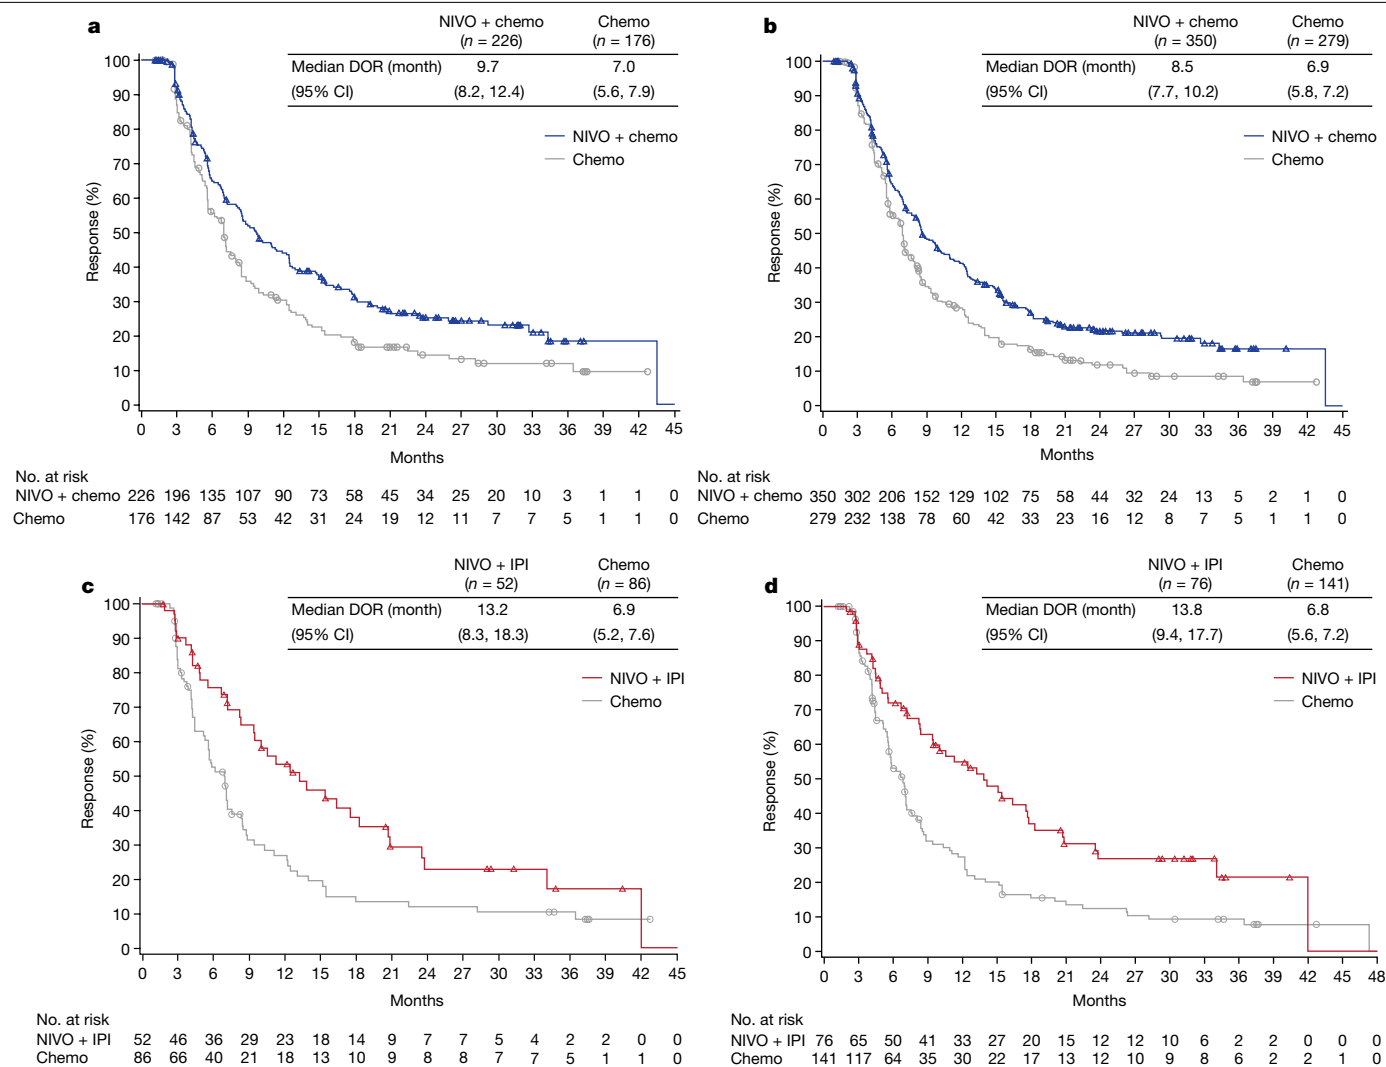 a
NIVO + chemo Chemo
(n = 226) (n = 176)
Median DOR (month) 9.7 7.0
(95% CI) (8.2, 12.4) (5.6, 7.9)
NIVO + chemo
Chemo
Response (%)
100
90
80
70
60
50
40
30
20
10
0
0 3 6 9 12 15 18 21 24 27 30 33 36 39 42 45
Months
No. at risk
NIVO + chemo 226 196 135 107 90 73 58 45 34 25 20 10 3 1 1 0
Chemo 176 142 87 53 42 31 24 19 12 11 7 7 5 1 1 0
b
NIVO + chemo Chemo
(n = 350) (n = 279)
Median DOR (month) 8.5 6.9
(95% CI) (7.7, 10.2) (5.8, 7.2)
NIVO + chemo
Chemo
Response (%)
100
90
80
70
60
50
40
30
20
10
0
0 3 6 9 12 15 18 21 24 27 30 33 36 39 42 45
Months
No. at risk
NIVO + chemo 350 302 206 152 129 102 75 58 44 32 24 13 5 2 1 0
Chemo 279 232 138 78 60 42 33 23 16 12 8 7 5 1 1 0
c
NIVO + IPI Chemo
(n = 52) (n = 86)
Median DOR (month) 13.2 6.9
(95% CI) (8.3, 18.3) (5.2, 7.6)
NIVO + IPI
Chemo
Response (%)
100
90
80
70
60
50
40
30
20
10
0
0 3 6 9 12 15 18 21 24 27 30 33 36 39 42 45
Months
No. at risk
NIVO + IPI 52 46 36 29 23 18 14 9 7 7 5 4 2 2 0 0
Chemo 86 66 40 21 18 13 10 9 8 8 7 7 5 1 1 0
d
NIVO + IPI Chemo
(n = 76) (n = 141)
Median DOR (month) 13.8 6.8
(95% CI) (9.4, 17.7) (5.6, 7.2)
NIVO + IPI
Chemo
Response (%)
100
90
80
70
60
50
40
30
20
10
0
0 3 6 9 12 15 18 21 24 27 30 33 36 39 42 45 48
Months
No. at risk
NIVO + IPI 76 65 50 41 33 27 20 15 12 12 10 6 2 2 0 0 0
Chemo 141 117 64 35 30 22 17 13 12 10 9 8 6 2 2 1 0